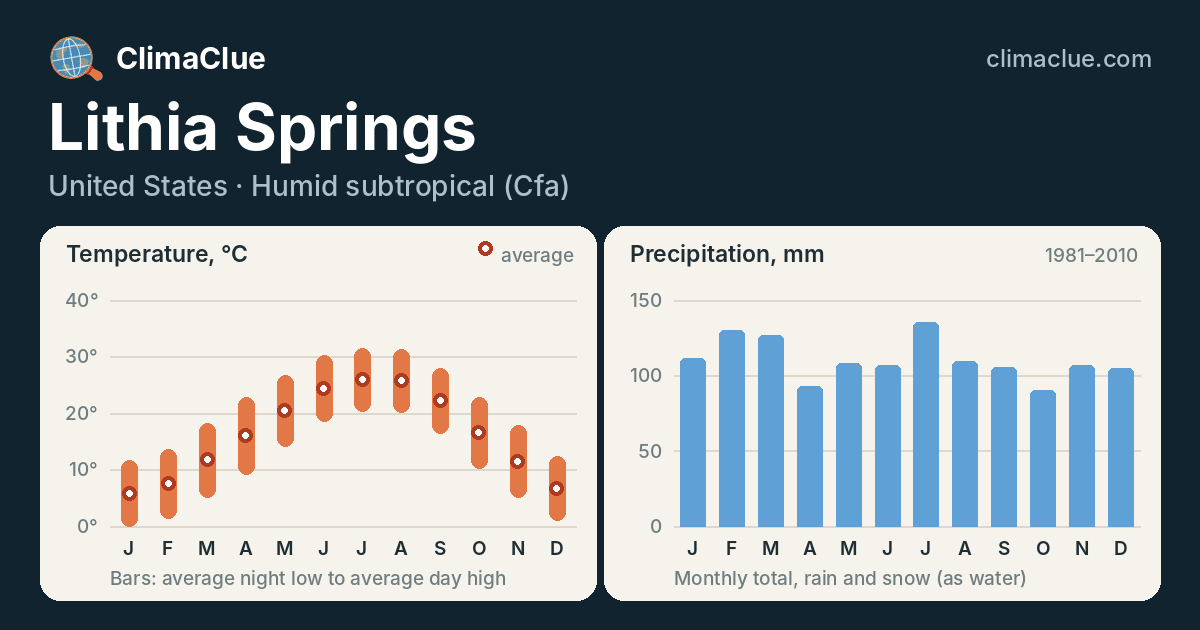 ClimaClue
climaclue.com
Lithia Springs
United States · Humid subtropical (Cfa)
Temperature, °C
average
40°
30°
20°
10°
0°
J F M A M J J A S O N D
Bars: average night low to average day high
Precipitation, mm
1981–2010
150
100
50
0
J F M A M J J A S O N D
Monthly total, rain and snow (as water)